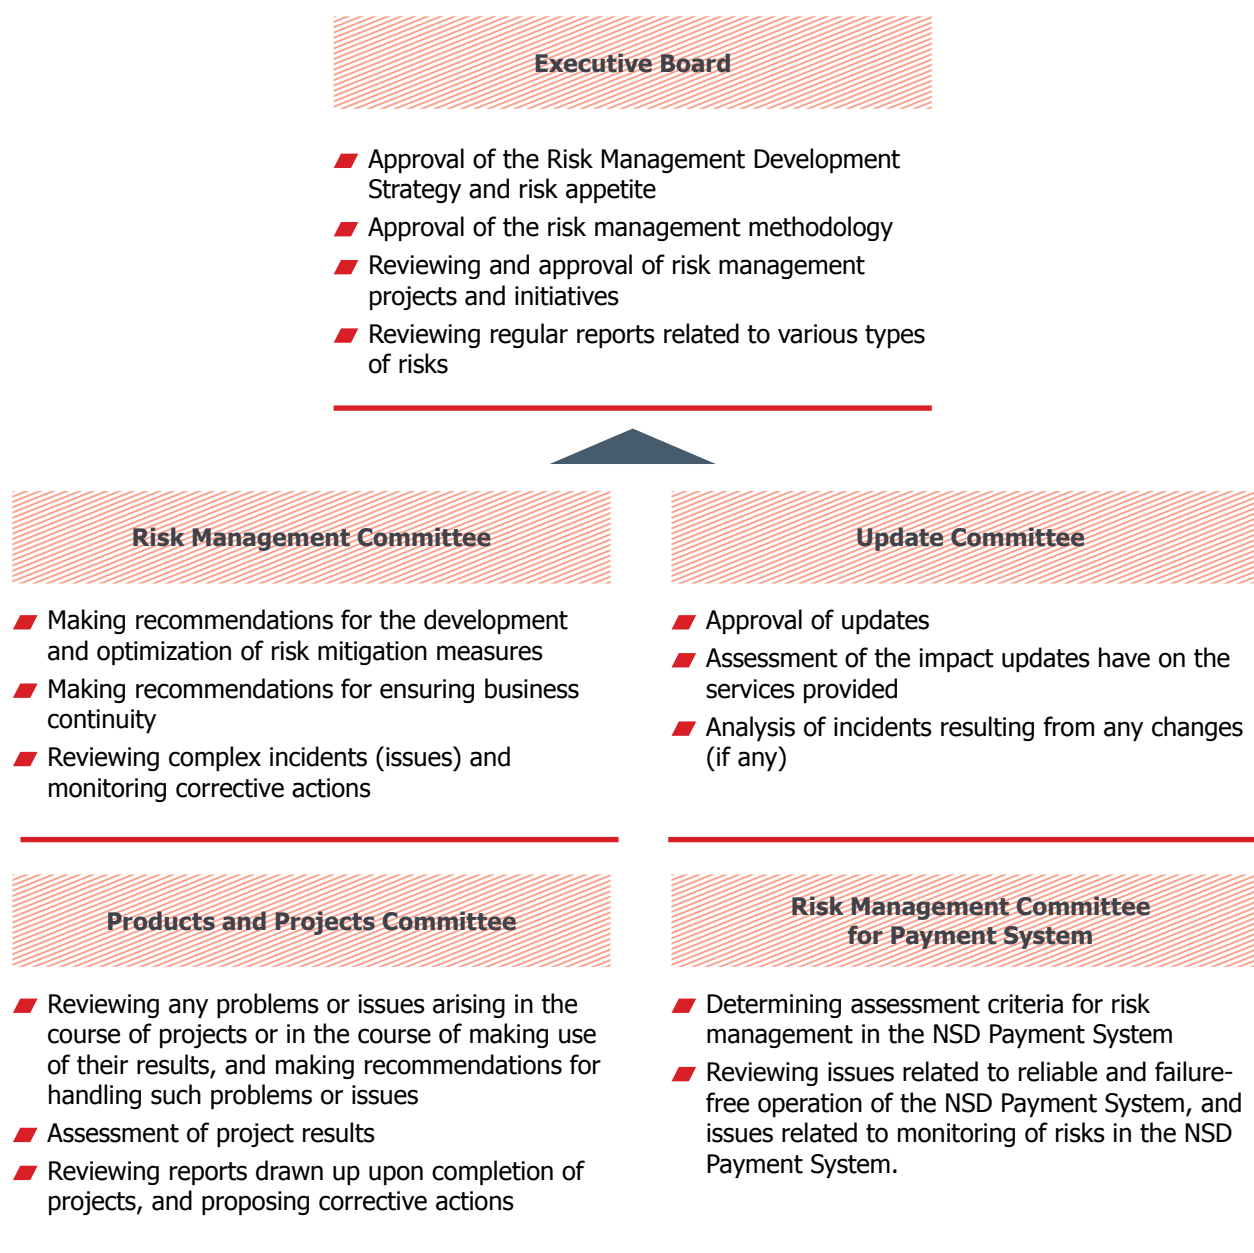 Executive Board
Approval of the Risk Management Development
Strategy and risk appetite
Approval of the risk management methodology
Reviewing and approval of risk management
projects and initiatives
Reviewing regular reports related to various types
of risks
Risk Management Committee
Making recommendations for the development
and optimization of risk mitigation measures
Making recommendations for ensuring business
continuity
Reviewing complex incidents (issues) and
monitoring corrective actions
Update Committee
Approval of updates
Assessment of the impact updates have on the
services provided
Analysis of incidents resulting from any changes
(if any)
Products and Projects Committee
Reviewing any problems or issues arising in the
course of projects or in the course of making use
of their results, and making recommendations for
handling such problems or issues
Assessment of project results
Reviewing reports drawn up upon completion of
projects, and proposing corrective actions
Risk Management Committee
for Payment System
Determining assessment criteria for risk
management in the NSD Payment System
Reviewing issues related to reliable and failure-
free operation of the NSD Payment System, and
issues related to monitoring of risks in the NSD
Payment System.